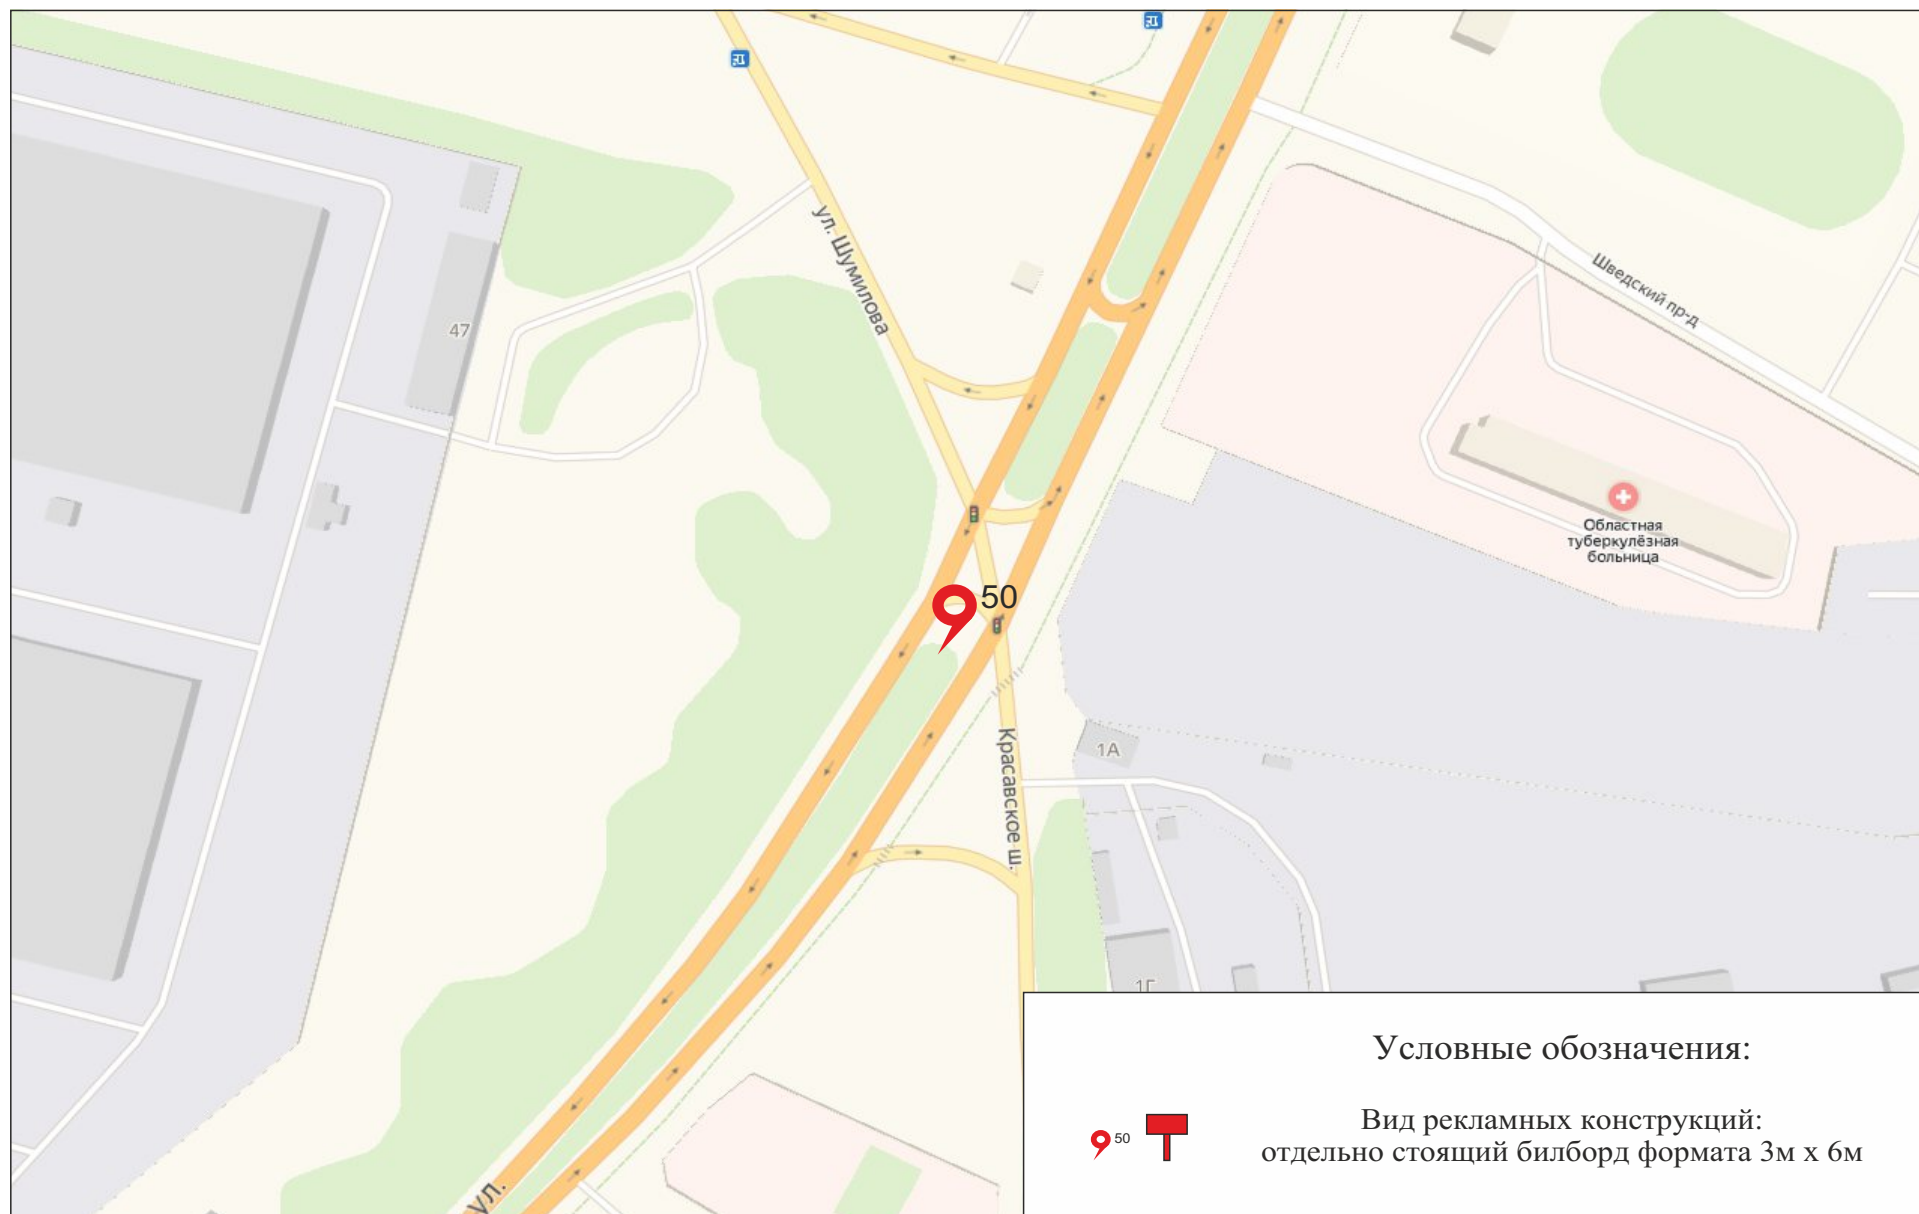 ул. Шумилова
Шведский пр-д
47
Областная
туберкулёзная
больница
50
1А
Красавское ш.
1Г
ул.
Условные обозначения:
50
Вид рекламных конструкций:
отдельно стоящий билборд формата 3м х 6м